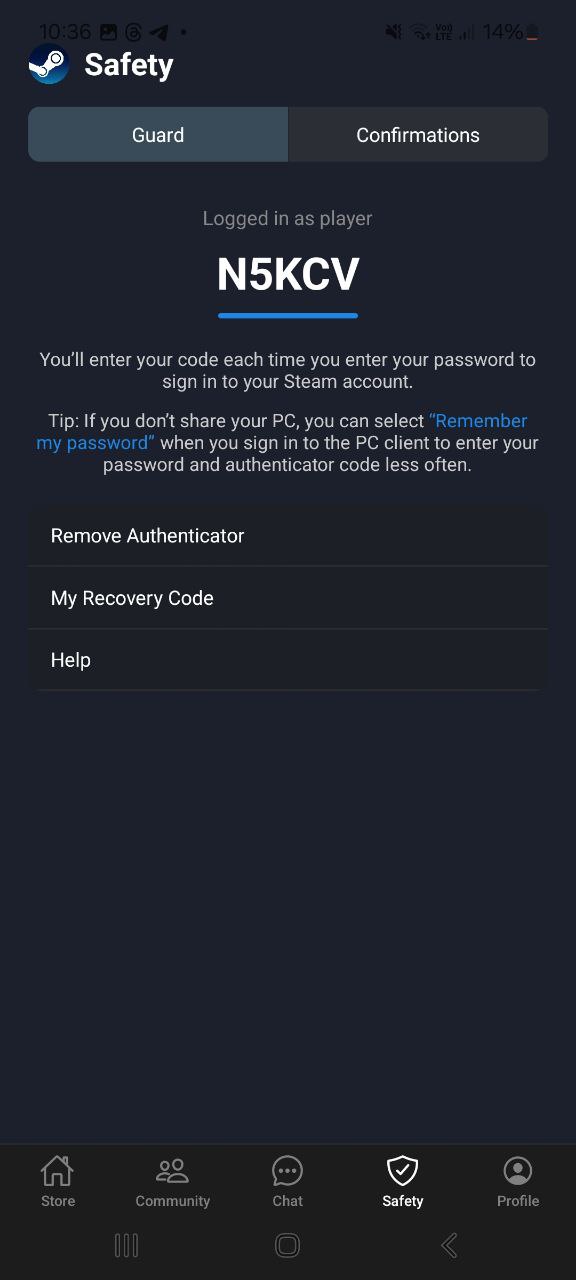 10:36
14%
Safety
Guard
Confirmations
Logged in as player
N5KCV
You’ll enter your code each time you enter your password to
sign in to your Steam account.
Tip: If you don’t share your PC, you can select “Remember
my password” when you sign in to the PC client to enter your
password and authenticator code less often.
Remove Authenticator
My Recovery Code
Help
Store
Community
Chat
Safety
Profile